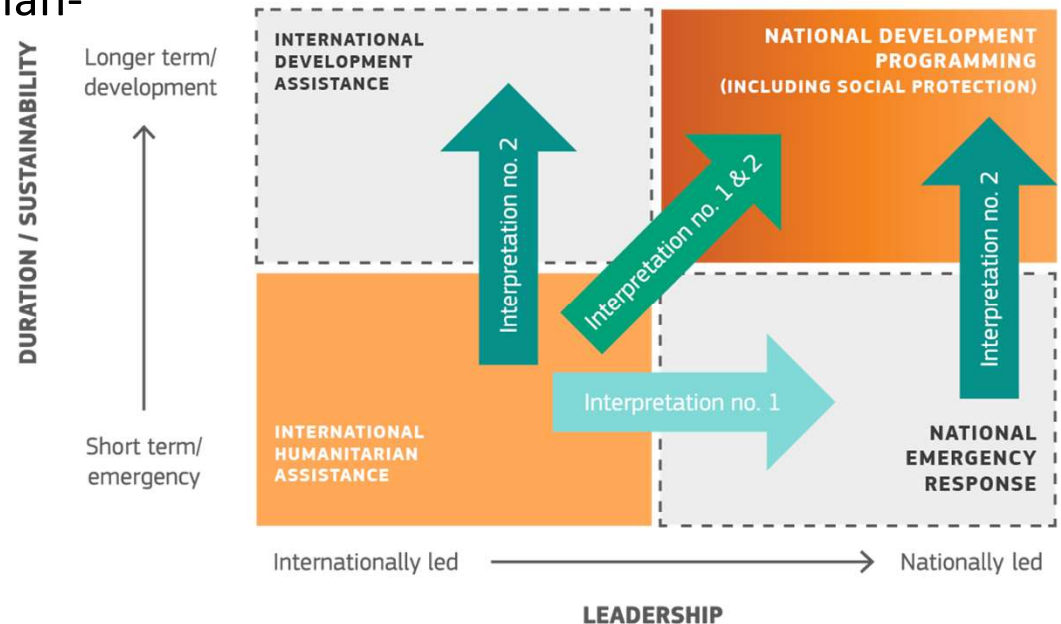 DURATION / SUSTAINABILITY
Longer term/
development
Short term/
emergency
INTERNATIONAL
DEVELOPMENT
ASSISTANCE
NATIONAL DEVELOPMENT
PROGRAMMING
(INCLUDING SOCIAL PROTECTION)
Interpretation no. 2
Interpretation no. 1 & 2
Interpretation no. 2
Interpretation no. 1
INTERNATIONAL
HUMANITARIAN
ASSISTANCE
NATIONAL
EMERGENCY
RESPONSE
Internationally led
Nationally led
LEADERSHIP